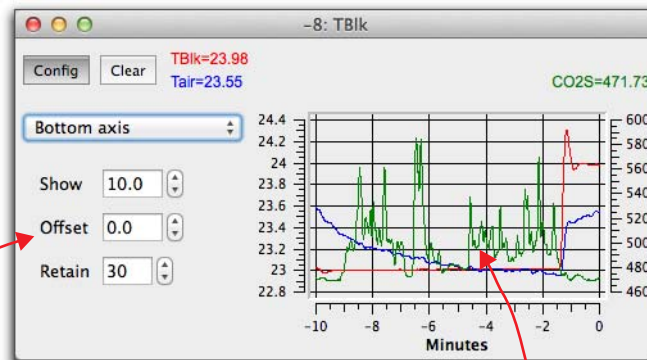 -8: TBlk
Config Clear TBlk=23.98
Tair=23.55
CO2S=471.73
Bottom axis
Show 10.0
Offset 0.0
Retain 30
24.4 600
24.2 580
24 560
23.8 540
23.6 520
23.4 500
23.2 480
23 460
22.8
-10 -8 -6 -4 -2 0
Minutes